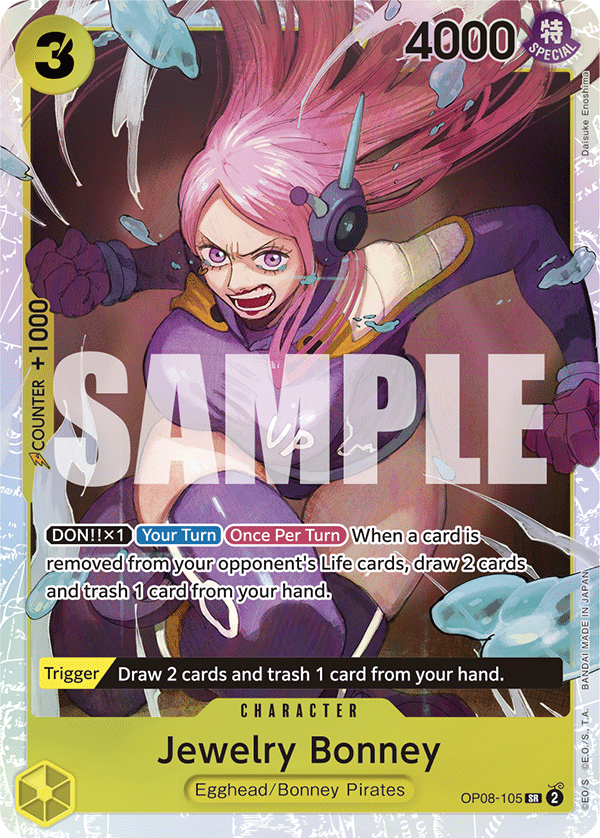 3
4000
特
SPECIAL
Daisuke Enoshima
COUNTER +1000
SAMPLE
UP
DON!!×1 Your Turn Once Per Turn When a card is
removed from your opponent's Life cards, draw 2 cards
and trash 1 card from your hand.
Trigger Draw 2 cards and trash 1 card from your hand.
CHARACTER
Jewelry Bonney
Egghead/Bonney Pirates
OP08-105 SR 2
©EO/S ©E.O./S., T.A. BANDAI MADE IN JAPAN